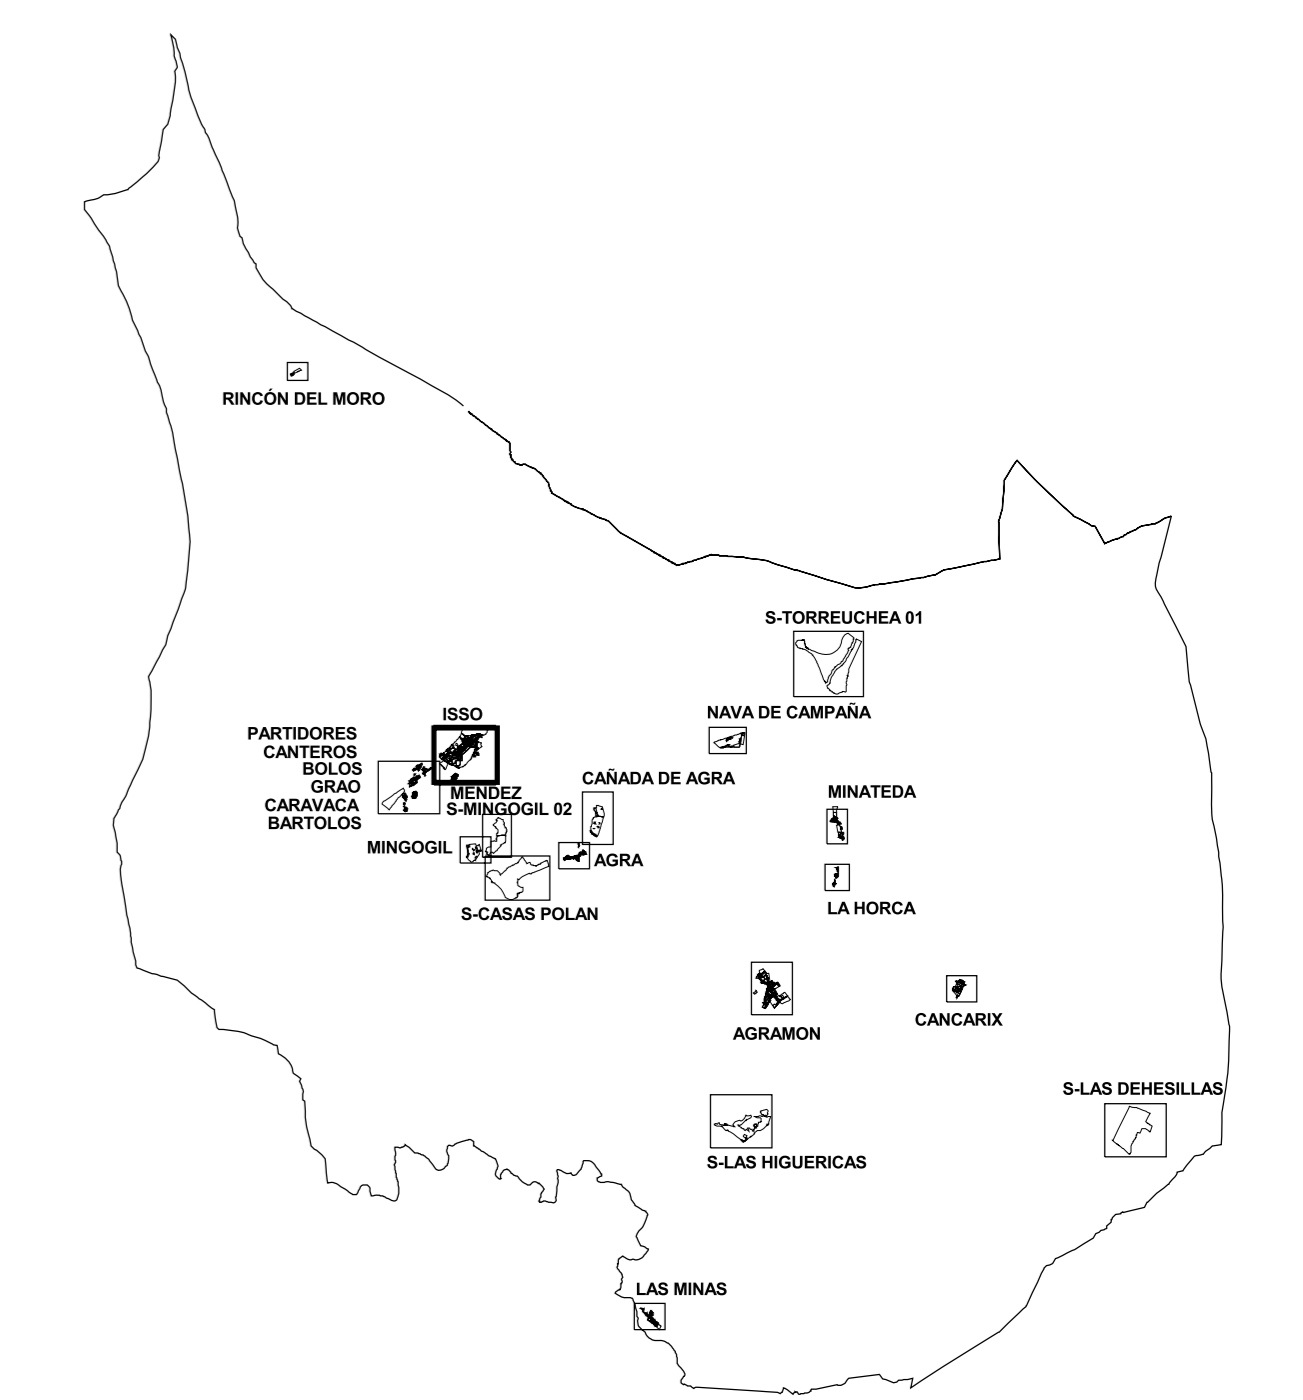 RINCÓN DEL MORO
S-TORREUCHEA 01
NAVA DE CAMPAÑA
ISSO
PARTIDORES
CANTEROS
BOLOS
GRAO
CARAVACA
BARTOLOS
MENDEZ
S-MINGOGIL 02
CAÑADA DE AGRA
MINATEDA
MINGOGIL
AGRA
S-CASAS POLAN
LA HORCA
AGRAMON
CANCARIX
S-LAS DEHESILLAS
S-LAS HIGUERICAS
LAS MINAS